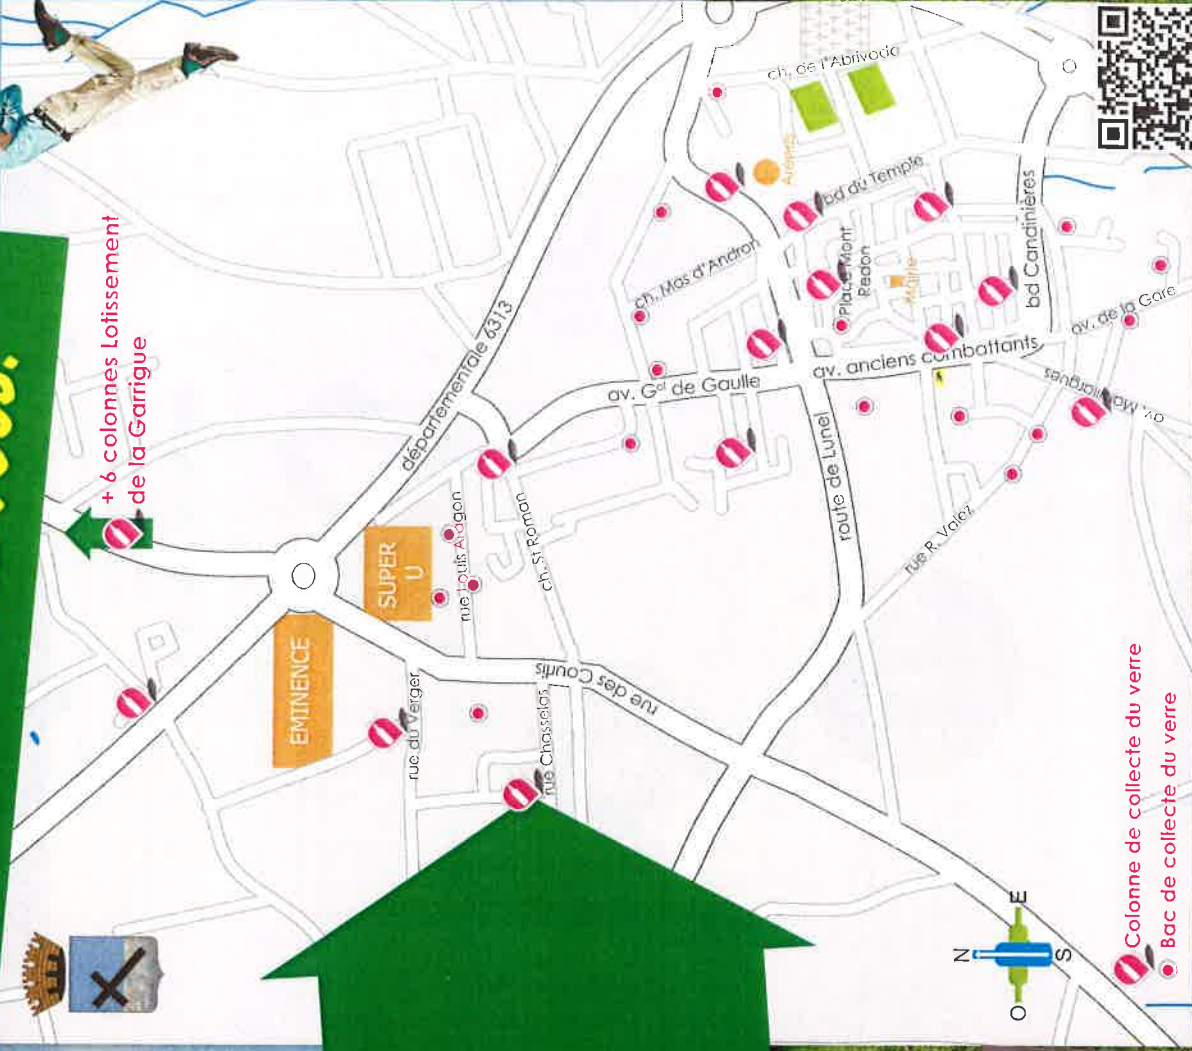 + 6 colonnes Lotissement
de la Garrigue
ÉMINENCE
SUPER
U
départementale 6313
rue Louis Aragon
ch. St Roman
rue du Verger
rue Chasselas
rue des Courlis
av. Gal de Gaulle
ch. Mas d'Andron
ch. de l'Abrivado
Arènes
bd du Temple
Place Mont
Redon
Mairie
bd Candinières
av. anciens combattants
av. de la Gare
av. Marsillargues
route de Lunel
rue R. Valez
N
E
S
O
Colonne de collecte du verre
Bac de collecte du verre